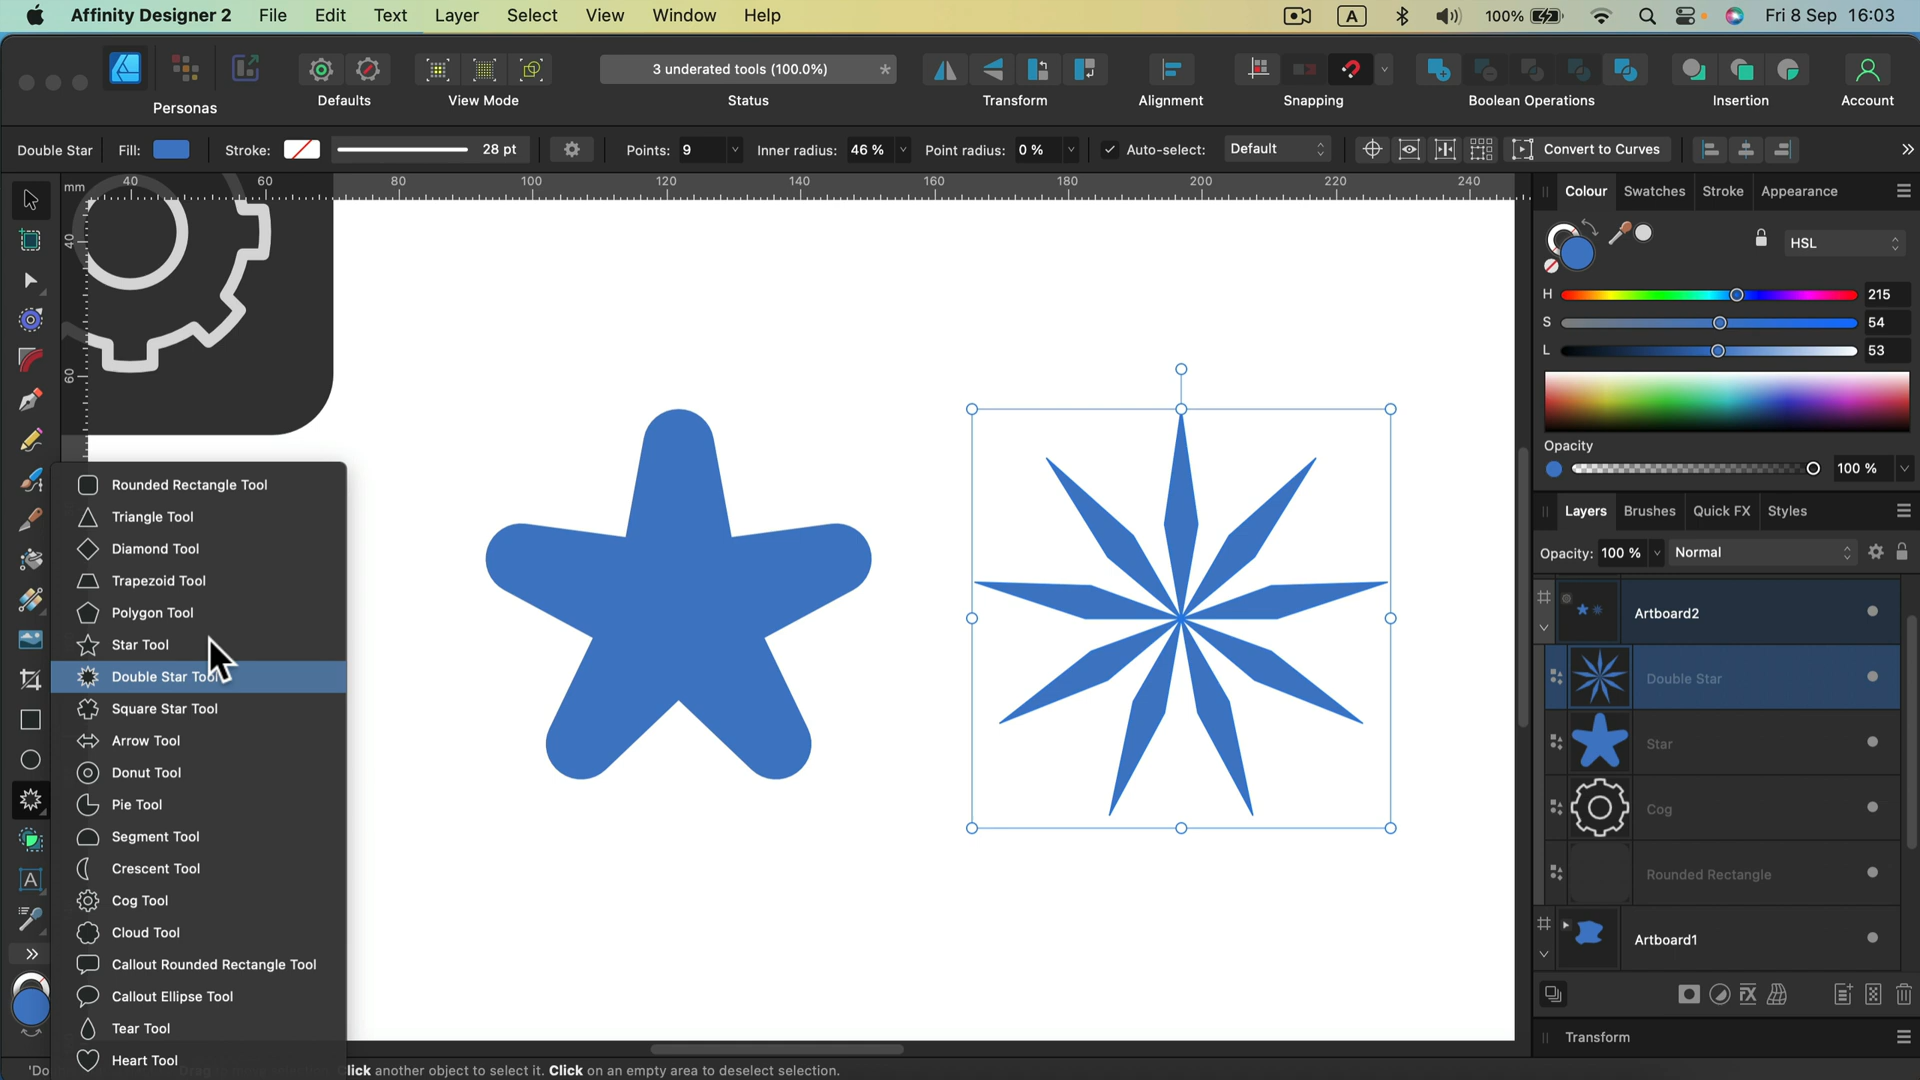 Affinity Designer 2 File Edit Text Layer Select View Window Help 100% Fri 8 Sep 16:03
3 underated tools (100.0%) *
Personas Defaults View Mode Status Transform Alignment Snapping Boolean Operations Insertion Account
Double Star Fill: Stroke: 28 pt Points: 9 Inner radius: 46 % Point radius: 0 % Auto-select: Default Convert to Curves
mm 40 60 80 100 120 140 160 180 200 220 240
40
60
Rounded Rectangle Tool
Triangle Tool
Diamond Tool
Trapezoid Tool
Polygon Tool
Star Tool
Double Star Tool
Square Star Tool
Arrow Tool
Donut Tool
Pie Tool
Segment Tool
Crescent Tool
Cog Tool
Cloud Tool
Callout Rounded Rectangle Tool
Callout Ellipse Tool
Tear Tool
Heart Tool
Colour Swatches Stroke Appearance
HSL
H 215
S 54
L 53
Opacity
100 %
Layers Brushes Quick FX Styles
Opacity: 100 % Normal
Artboard2
Double Star
Star
Cog
Rounded Rectangle
Artboard1
Transform
lick another object to select it. Click on an empty area to deselect selection.